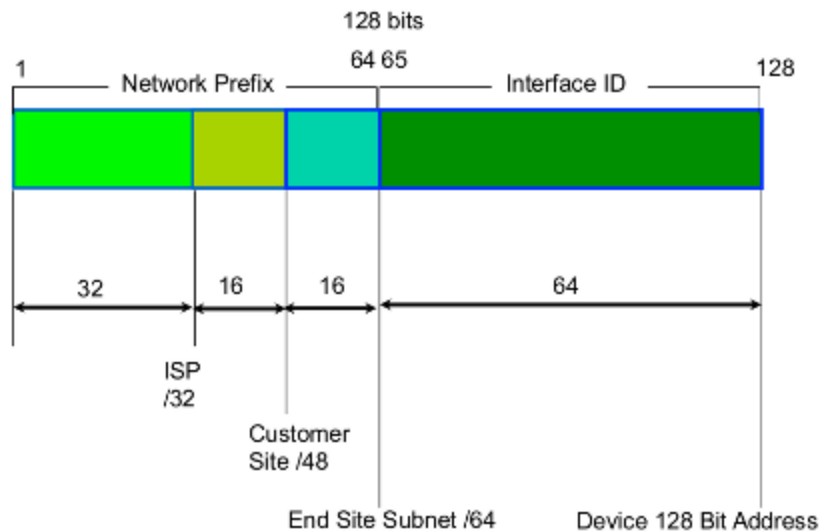 128 bits
1
64 65
128
Network Prefix
Interface ID
32
16
16
64
ISP
/32
Customer
Site /48
End Site Subnet /64
Device 128 Bit Address